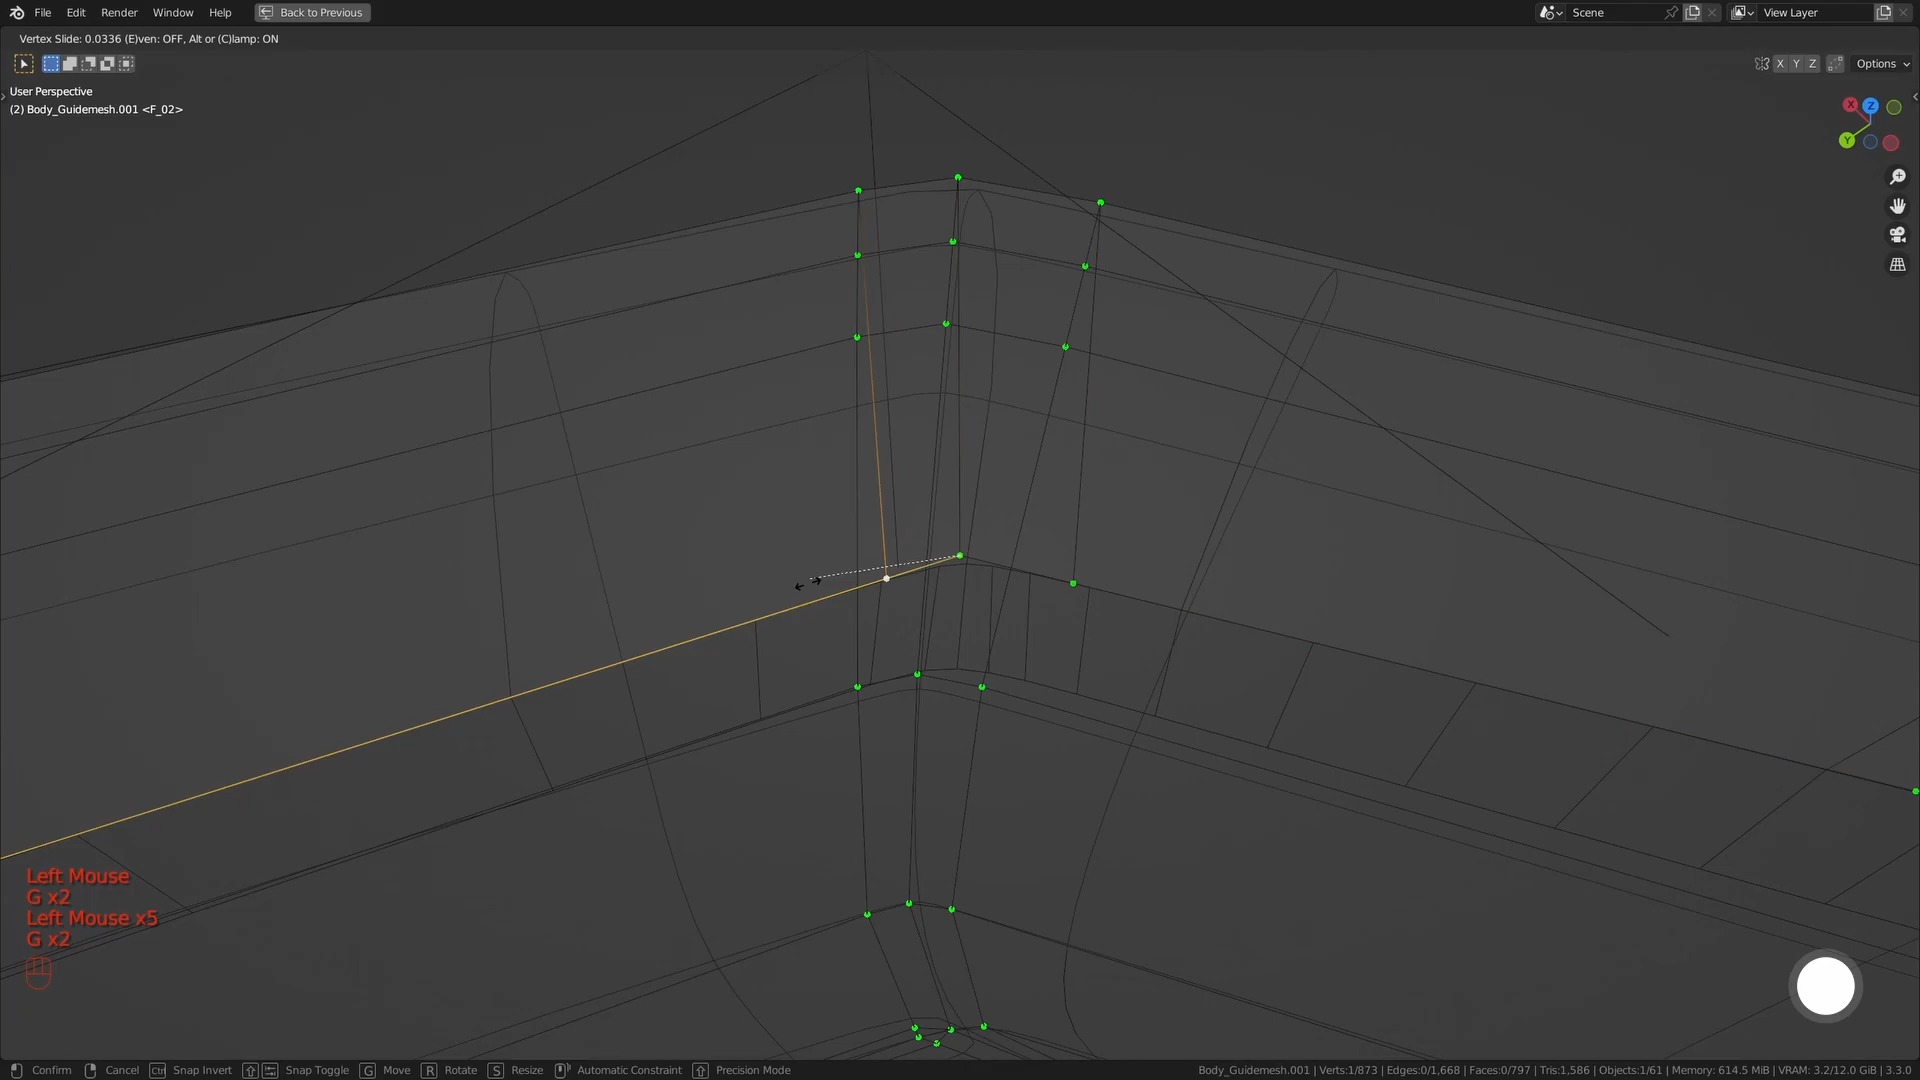 File Edit Render Window Help Back to Previous Scene View Layer
Vertex Slide: 0.0336 (E)ven: OFF, Alt or (C)lamp: ON
X Y Z Options
User Perspective
(2) Body_Guidemesh.001 <F_02>
X Z
Y
Left Mouse
G x2
Left Mouse x5
G x2
Confirm Cancel Ctrl Snap Invert Snap Toggle G Move R Rotate S Resize Automatic Constraint Precision Mode Body_Guidemesh.001 | Verts:1/873 | Edges:0/1,668 | Faces:0/797 | Tris:1,586 | Objects:1/61 | Memory: 614.5 MiB | VRAM: 3.2/12.0 GiB | 3.3.0